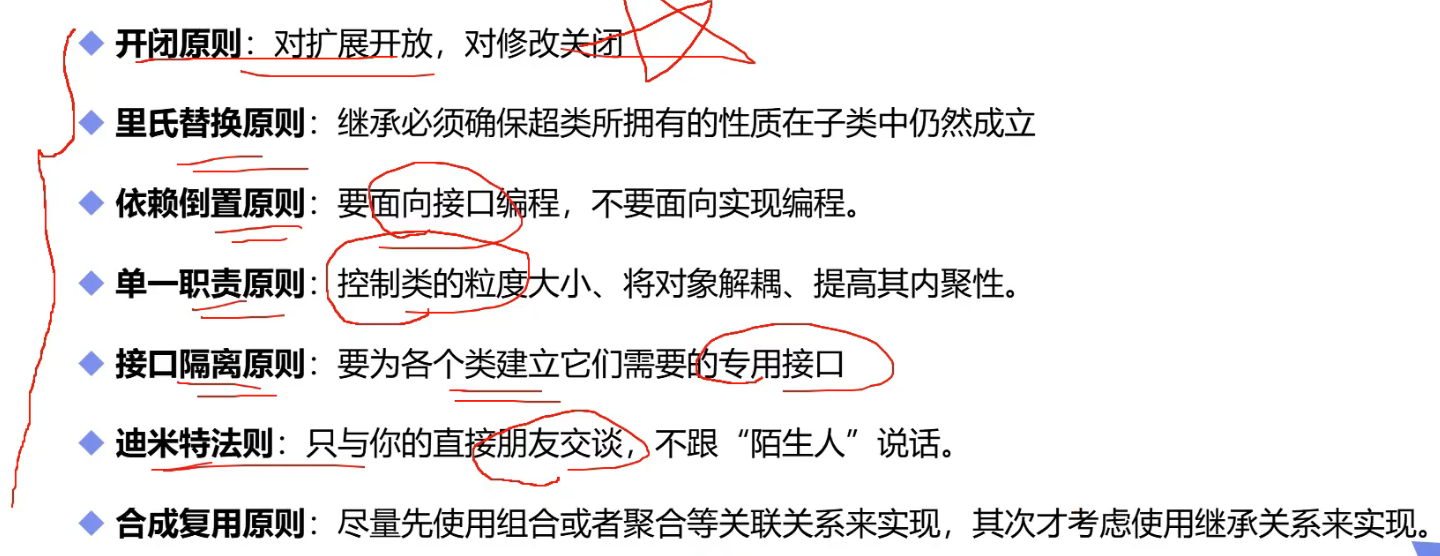 开闭原则：对扩展开放，对修改关闭
里氏替换原则：继承必须确保超类所拥有的性质在子类中仍然成立
依赖倒置原则：要面向接口编程，不要面向实现编程。
单一职责原则：控制类的粒度大小、将对象解耦、提高其内聚性。
接口隔离原则：要为各个类建立它们需要的专用接口
迪米特法则：只与你的直接朋友交谈，不跟“陌生人”说话。
合成复用原则：尽量先使用组合或者聚合等关联关系来实现，其次才考虑使用继承关系来实现。